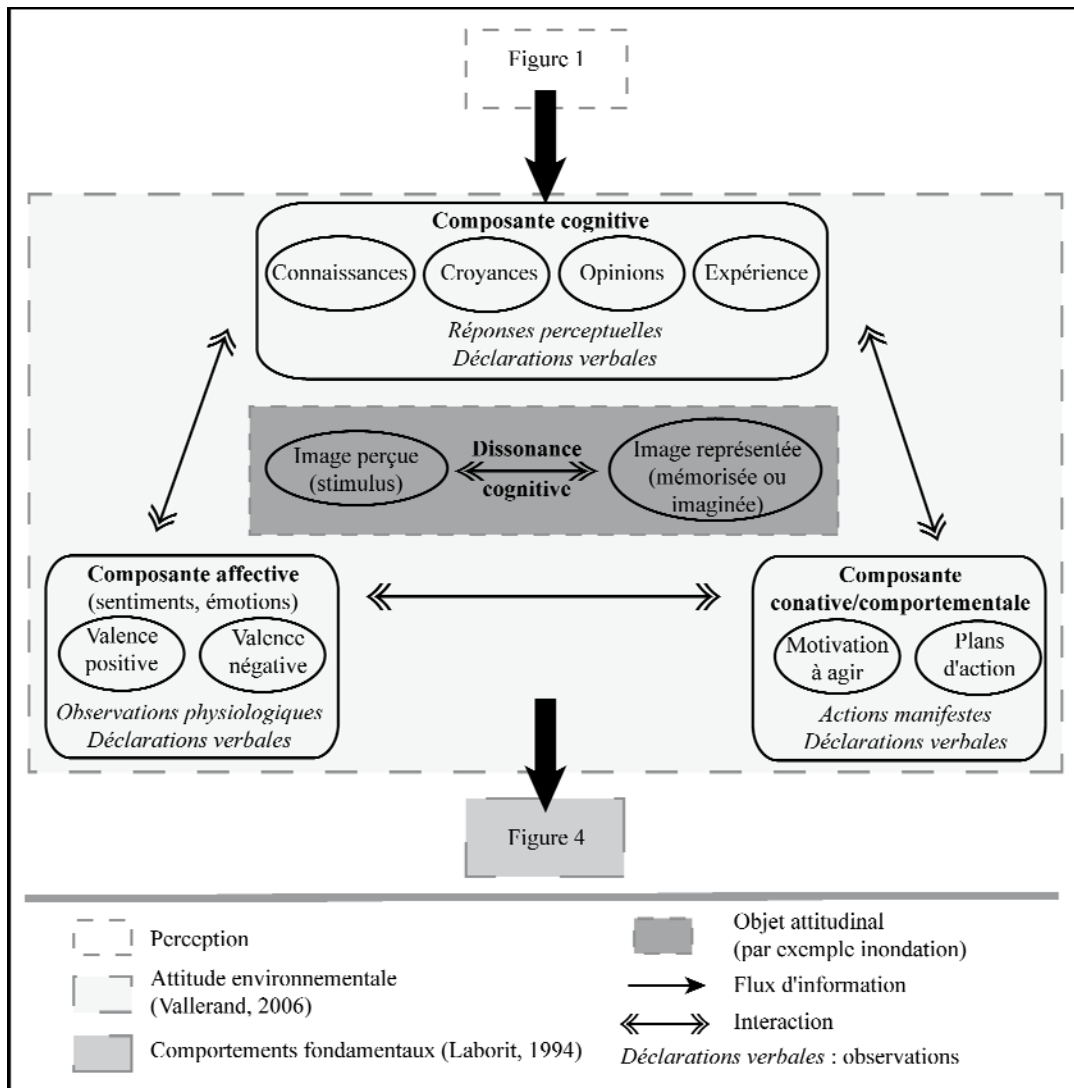 Figure 1
Composante cognitive
Connaissances
Croyances
Opinions
Expérience
Réponses perceptuelles
Déclarations verbales
Image perçue
(stimulus)
Dissonance
cognitive
Image représentée
(mémorisée ou
imaginée)
Composante affective
(sentiments, émotions)
Valence
positive
Valence
négative
Observations physiologiques
Déclarations verbales
Composante
conative/comportementale
Motivation
à agir
Plans
d'action
Actions manifestes
Déclarations verbales
Figure 4
Perception
Attitude environnementale
(Vallerand, 2006)
Comportements fondamentaux (Laborit, 1994)
Objet attitudinal
(par exemple inondation)
Flux d'information
Interaction
Déclarations verbales : observations